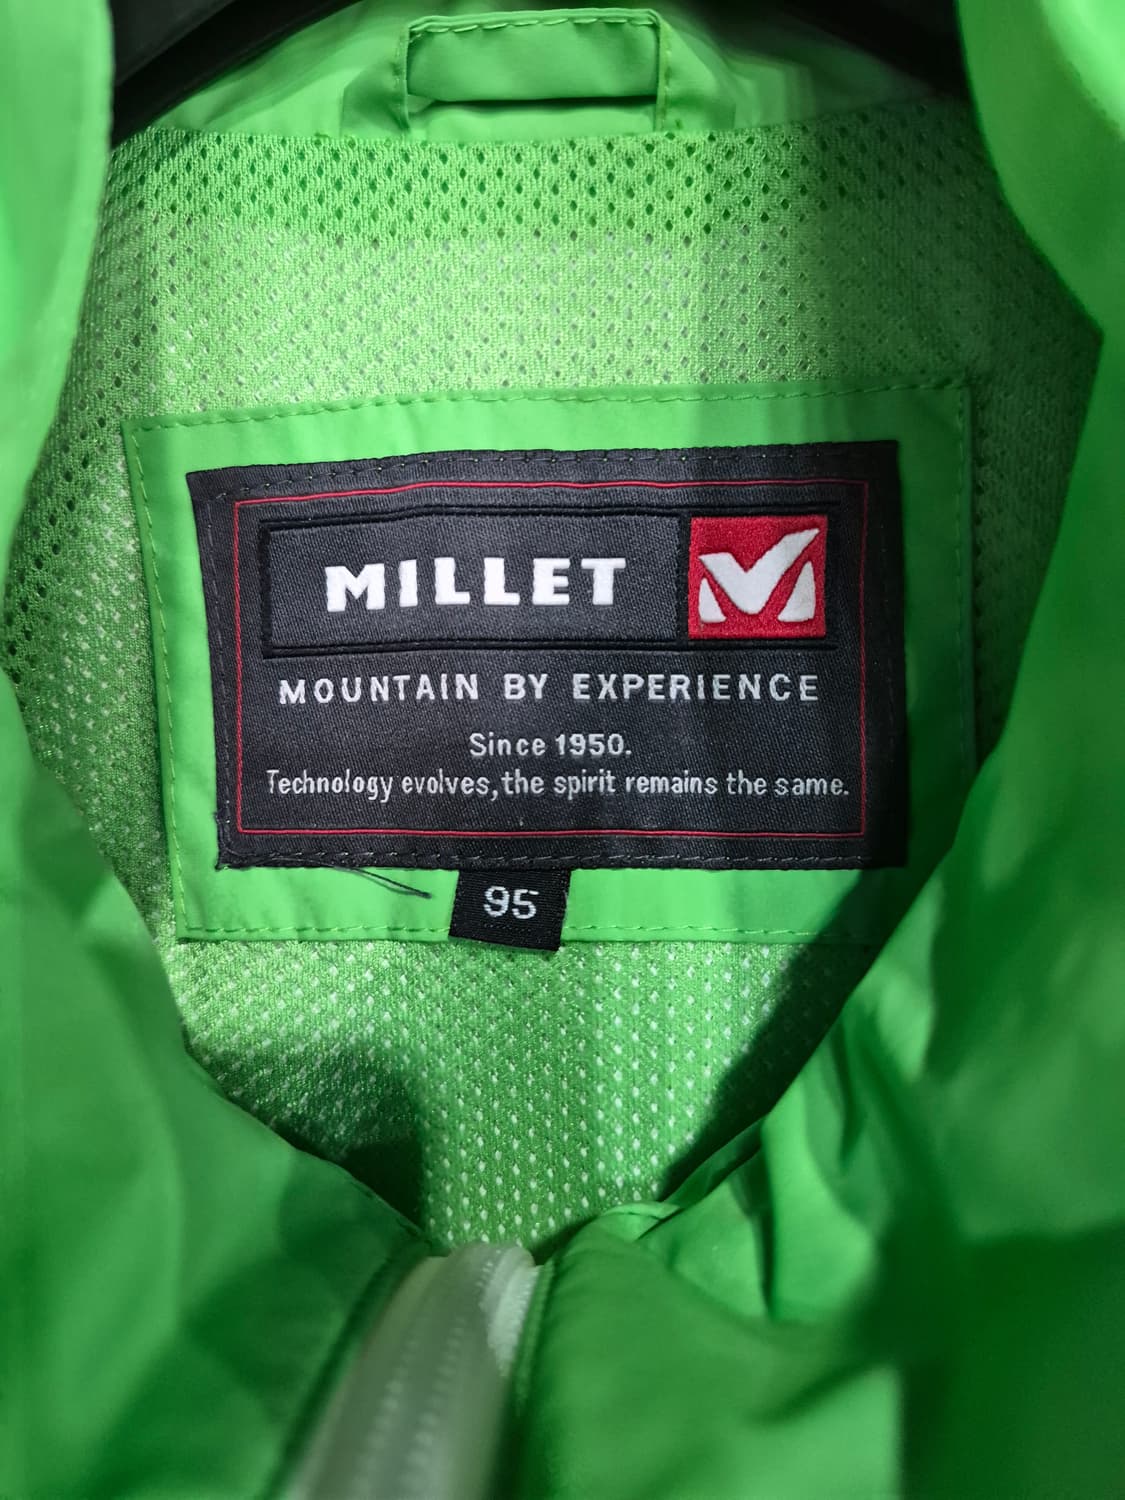 MILLET
MOUNTAIN BY EXPERIENCE
Since 1950.
Technology evolves,the spirit remains the same.
95